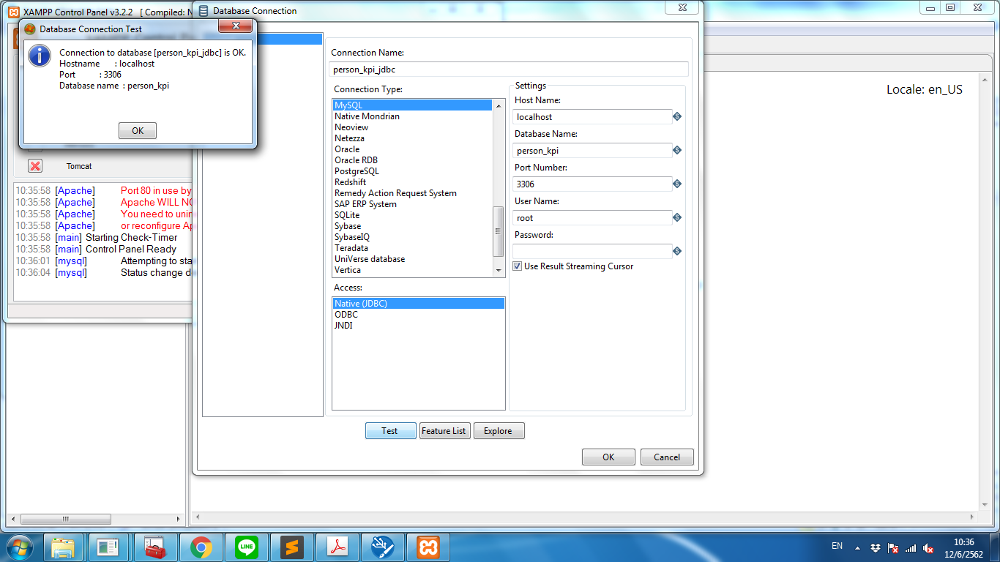 XAMPP Control Panel v3.2.2 [ Compiled: N
Database Connection
Database Connection Test
Connection to database [person_kpi_jdbc] is OK.
Hostname : localhost
Port : 3306
Database name : person_kpi
OK
Tomcat
10:35:58 [Apache] Port 80 in use by
10:35:58 [Apache] Apache WILL NO
10:35:58 [Apache] You need to unin
10:35:58 [Apache] or reconfigure Ap
10:35:58 [main] Starting Check-Timer
10:35:58 [main] Control Panel Ready
10:36:01 [mysql] Attempting to sta
10:36:04 [mysql] Status change d
Connection Name:
person_kpi_jdbc
Connection Type:
MySQL
Native Mondrian
Neoview
Netezza
Oracle
Oracle RDB
PostgreSQL
Redshift
Remedy Action Request System
SAP ERP System
SQLite
Sybase
SybaseIQ
Teradata
UniVerse database
Vertica
Access:
Native (JDBC)
ODBC
JNDI
Settings
Host Name:
localhost
Database Name:
person_kpi
Port Number:
3306
User Name:
root
Password:
Use Result Streaming Cursor
Test
Feature List
Explore
OK
Cancel
Locale: en_US
LINE
EN
10:36
12/6/2562